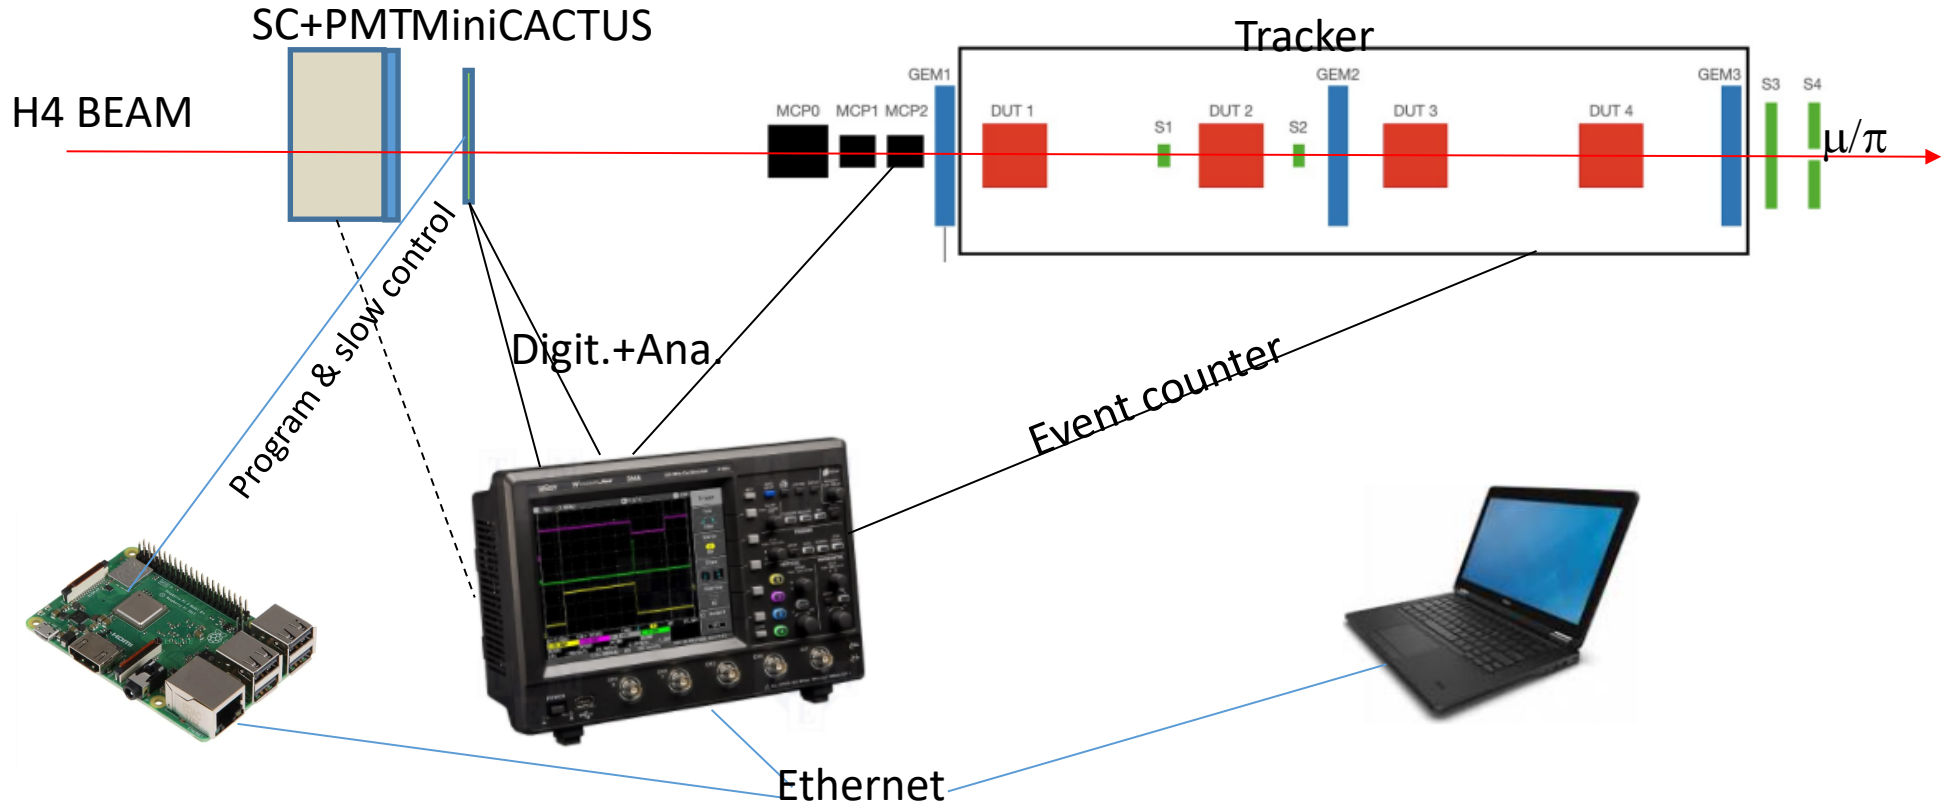 SC+PMT
MiniCACTUS
Tracker
H4 BEAM
GEM1
GEM2
GEM3
S3
S4
MCP0
MCP1
MCP2
DUT 1
S1
DUT 2
S2
DUT 3
DUT 4
μ/π
Program & slow control
Digit.+Ana.
Event counter
Ethernet